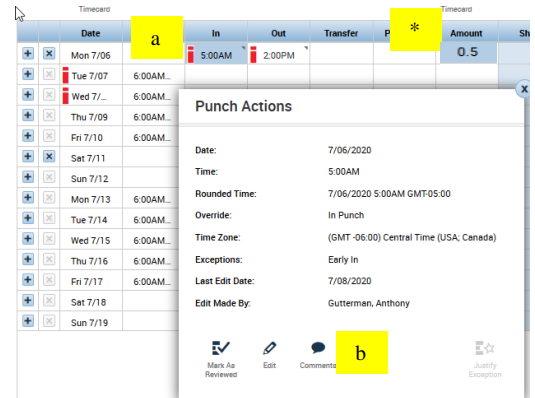 Timecard Timecard
Date a In Out Transfer P * Amount Sh
Mon 7/06 5:00AM 2:00PM 0.5
Tue 7/07 6:00AM...
Wed 7/... 6:00AM...
Thu 7/09 6:00AM...
Fri 7/10 6:00AM...
Sat 7/11
Sun 7/12
Mon 7/13 6:00AM...
Tue 7/14 6:00AM...
Wed 7/15 6:00AM...
Thu 7/16 6:00AM...
Fri 7/17 6:00AM...
Sat 7/18
Sun 7/19
Punch Actions
Date: 7/06/2020
Time: 5:00AM
Rounded Time: 7/06/2020 5:00AM GMT-05:00
Override: In Punch
Time Zone: (GMT -06:00) Central Time (USA; Canada)
Exceptions: Early In
Last Edit Date: 7/08/2020
Edit Made By: Gutterman, Anthony
b
Mark As Reviewed Edit Comments Justify Exception